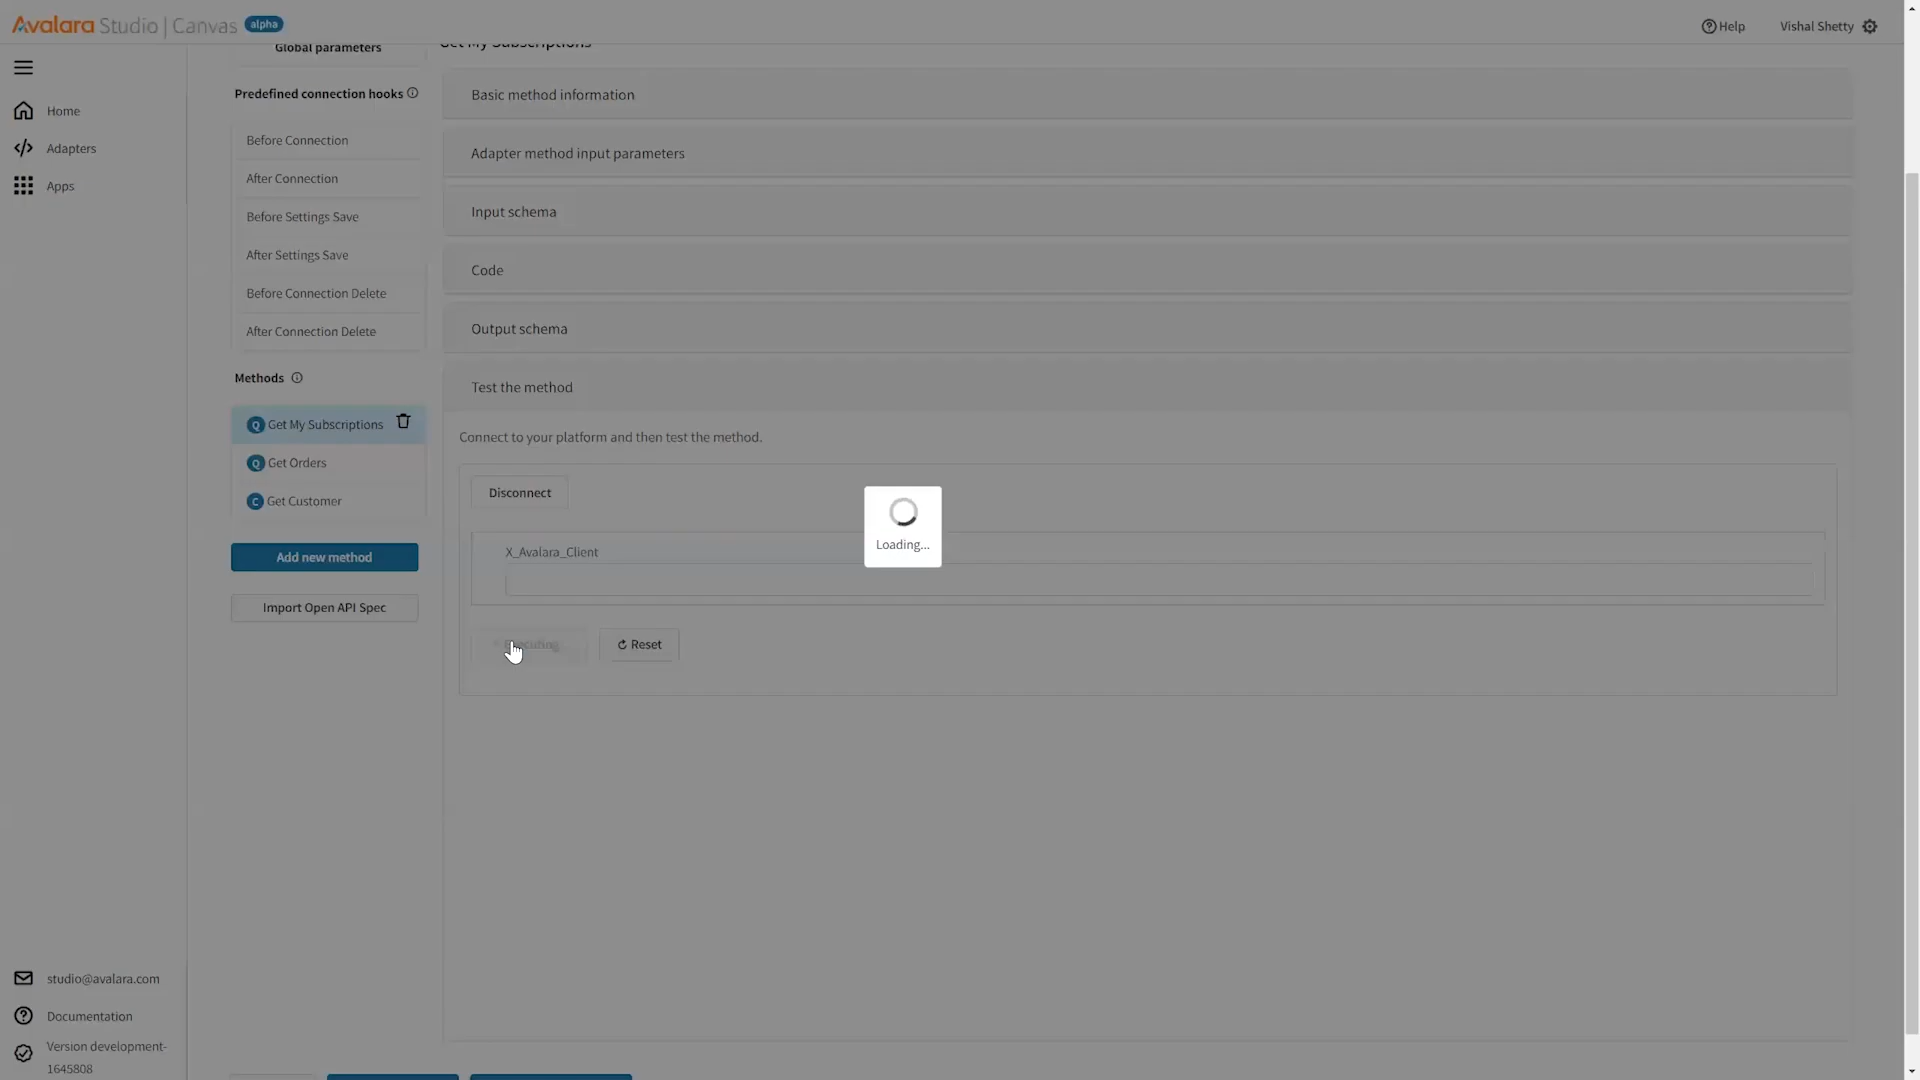 Avalara Studio | Canvas alpha
Help
Vishal Shetty
Home
Adapters
Apps
Global parameters
Predefined connection hooks
Before Connection
After Connection
Before Settings Save
After Settings Save
Before Connection Delete
After Connection Delete
Methods
Q Get My Subscriptions
Q Get Orders
C Get Customer
Add new method
Import Open API Spec
Get My Subscriptions
Basic method information
Adapter method input parameters
Input schema
Code
Output schema
Test the method
Connect to your platform and then test the method.
Disconnect
X_Avalara_Client
Loading...
Reset
studio@avalara.com
Documentation
Version development-
1645808